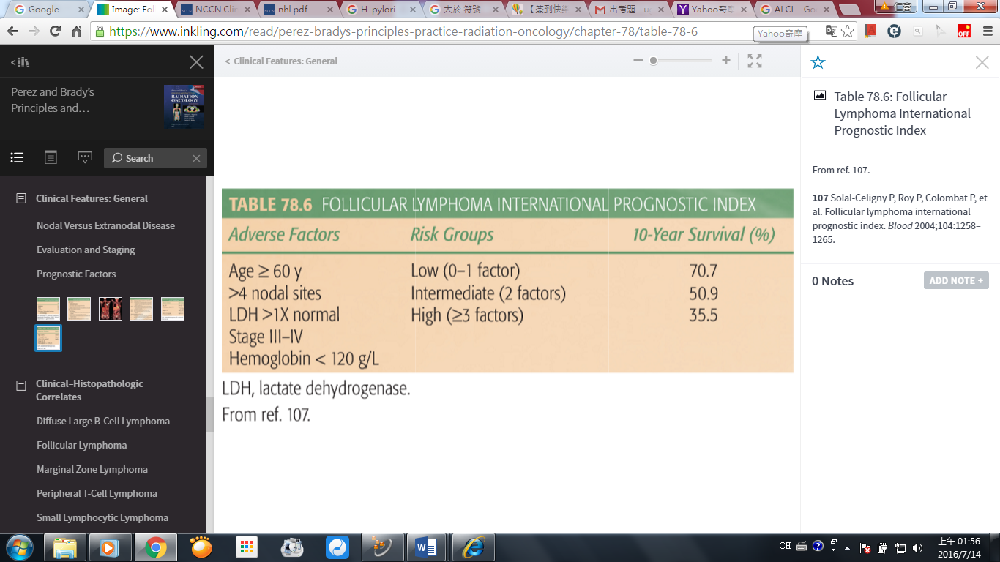 Google
Image: Fol
NCCN Clin
nhl.pdf
H. pylori -
大於 符號 -
【簽到快樂
出考題 - uc
Yahoo奇摩
ALCL - Goo
仁畬
https://www.inkling.com/read/perez-bradys-principles-practice-radiation-oncology/chapter-78/table-78-6
Yahoo奇摩
OFF
Perez and Brady's
Principles and…
RADIATION
ONCOLOGY
Search
Clinical Features: General
Nodal Versus Extranodal Disease
Evaluation and Staging
Prognostic Factors
Clinical–Histopathologic
Correlates
Diffuse Large B-Cell Lymphoma
Follicular Lymphoma
Marginal Zone Lymphoma
Peripheral T-Cell Lymphoma
Small Lymphocytic Lymphoma
< Clinical Features: General
TABLE 78.6 FOLLICULAR LYMPHOMA INTERNATIONAL PROGNOSTIC INDEX
Adverse Factors Risk Groups 10-Year Survival (%)
Age ≥ 60 y Low (0–1 factor) 70.7
>4 nodal sites Intermediate (2 factors) 50.9
LDH >1X normal High (≥3 factors) 35.5
Stage III–IV
Hemoglobin < 120 g/L
LDH, lactate dehydrogenase.
From ref. 107.
Table 78.6: Follicular
Lymphoma International
Prognostic Index
From ref. 107.
107 Solal-Celigny P, Roy P, Colombat P, et
al. Follicular lymphoma international
prognostic index. Blood 2004;104:1258–
1265.
0 Notes
ADD NOTE +
CH
上午 01:56
2016/7/14